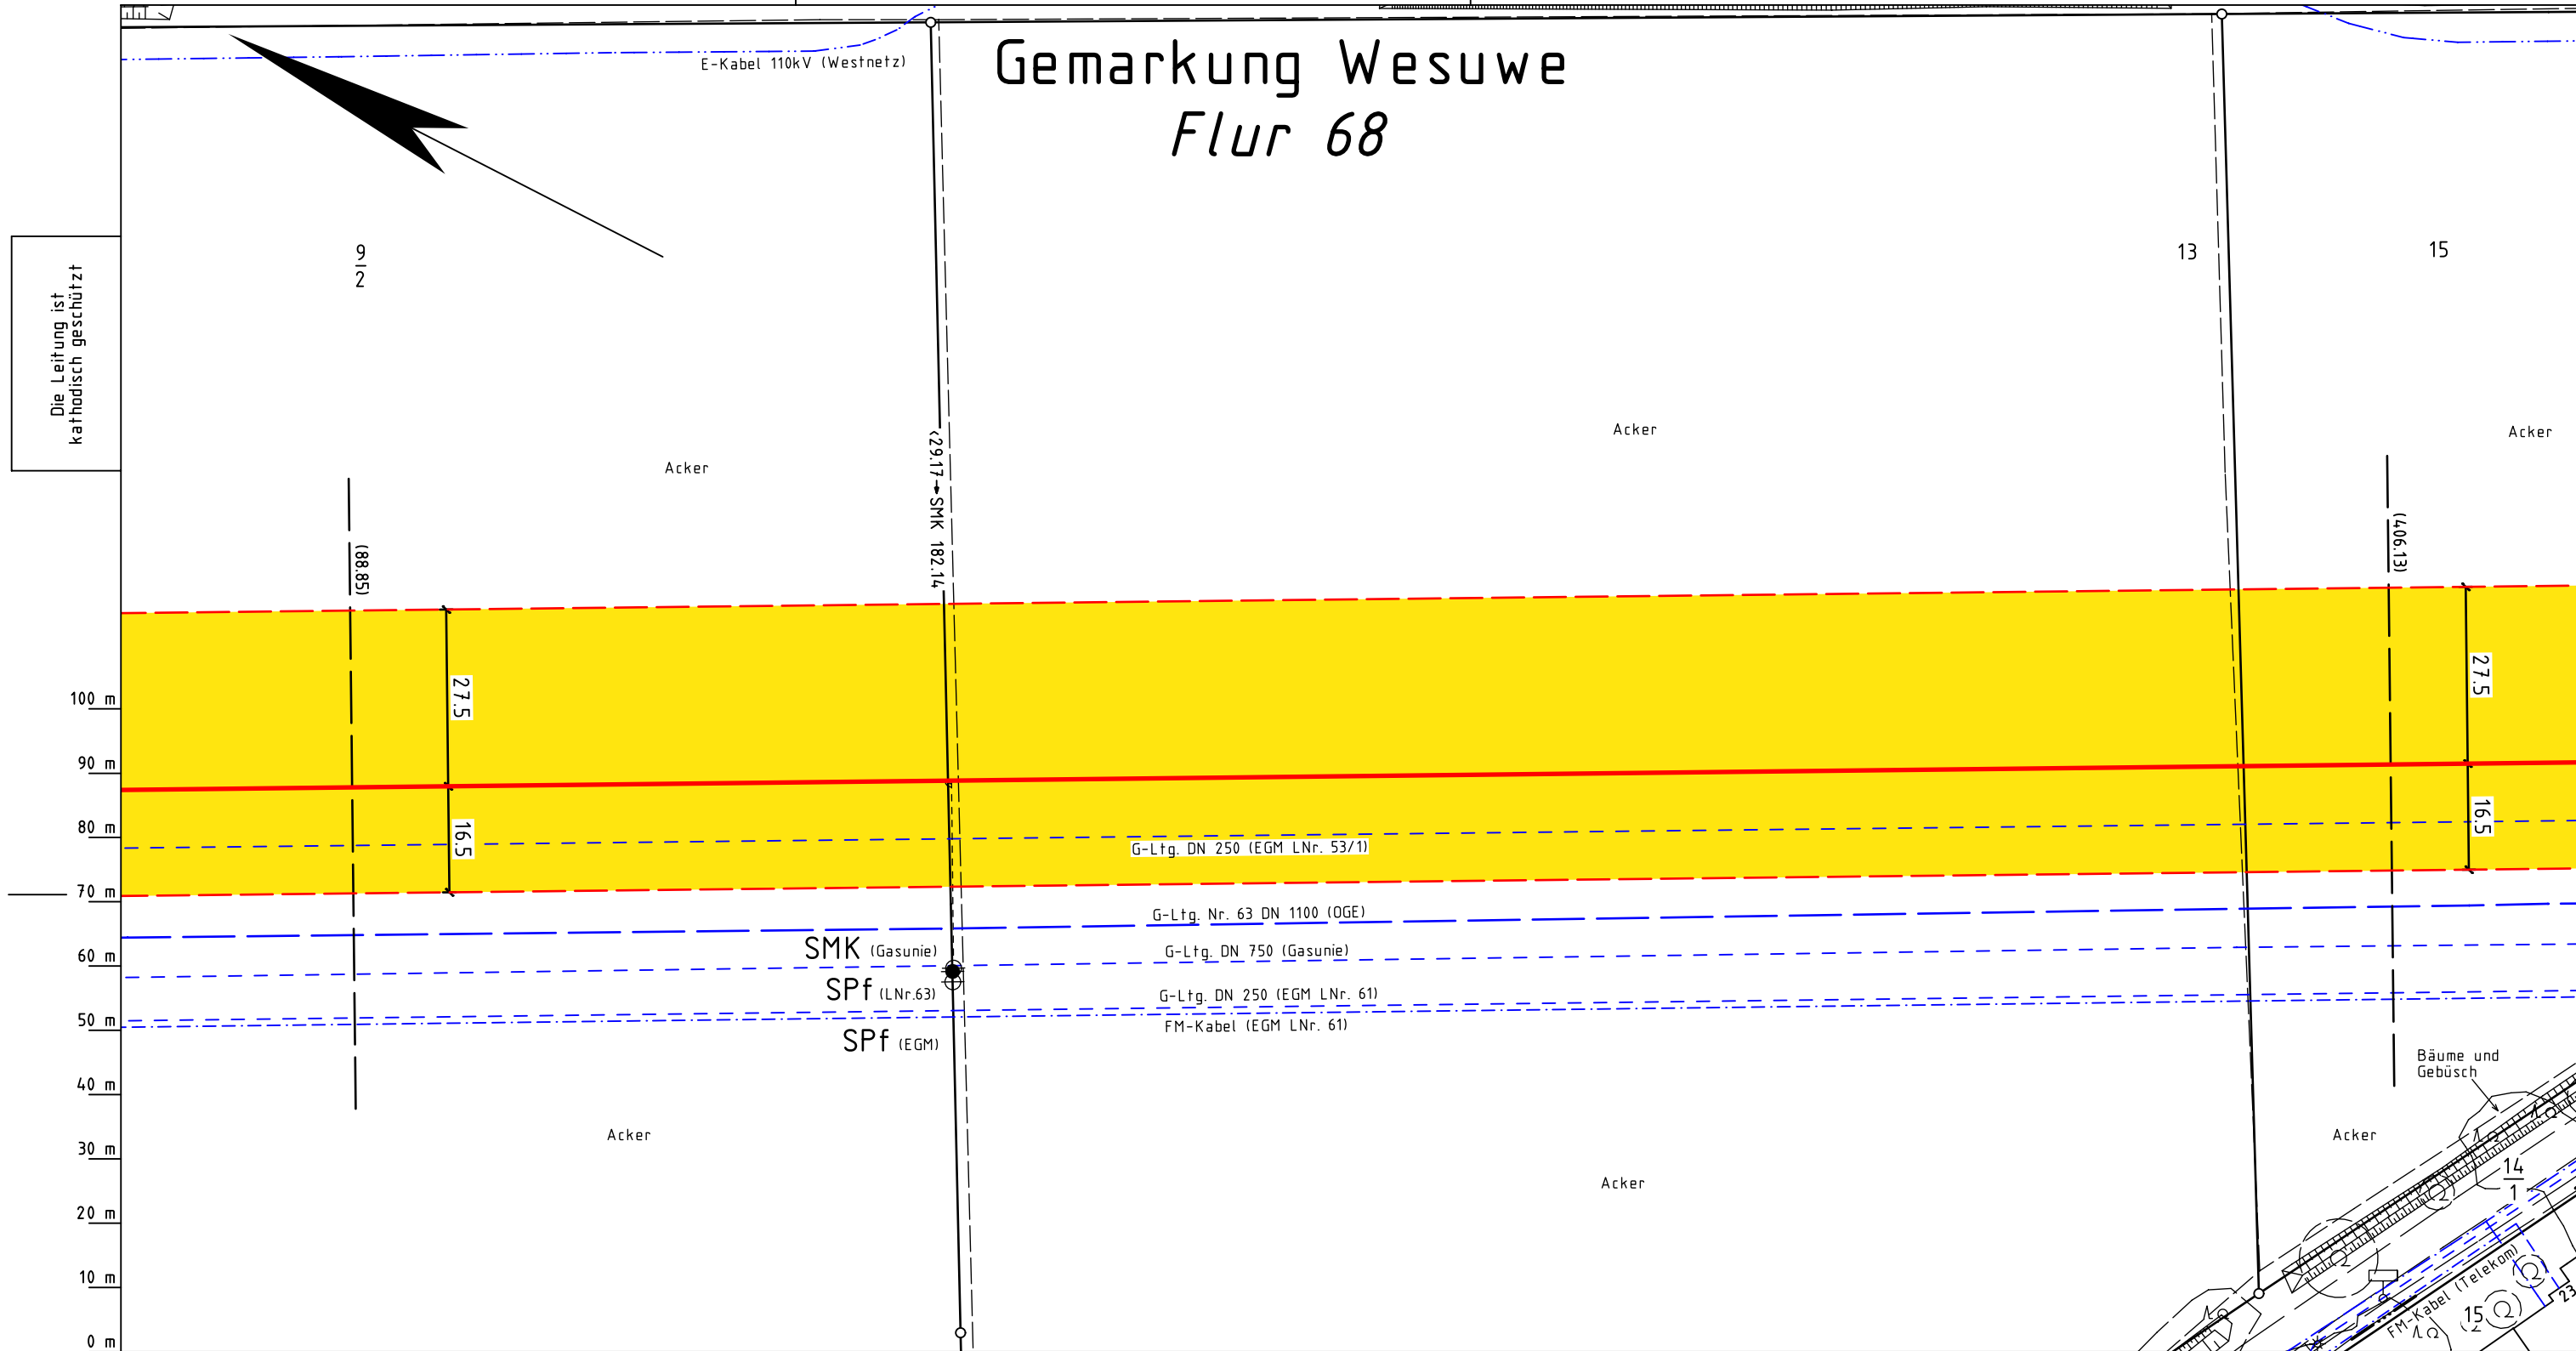 E-Kabel 110kV (Westnetz)
Gemarkung Wesuwe
Flur 68
9
2
13
15
Die Leitung ist
kathodisch geschützt
Acker
Acker
Acker
<29.17
SMK 182.14
(88.85)
(406.13)
27.5
27.5
16.5
16.5
100 m
90 m
80 m
70 m
60 m
50 m
40 m
30 m
20 m
10 m
0 m
G-Ltg. DN 250 (EGM LNr. 53/1)
G-Ltg. Nr. 63 DN 1100 (OGE)
SMK (Gasunie)
G-Ltg. DN 750 (Gasunie)
SPf (LNr.63)
G-Ltg. DN 250 (EGM LNr. 61)
FM-Kabel (EGM LNr. 61)
SPf (EGM)
Bäume und
Gebüsch
Acker
Acker
Acker
14
1
FM-Kabel (Telekom)
15
23